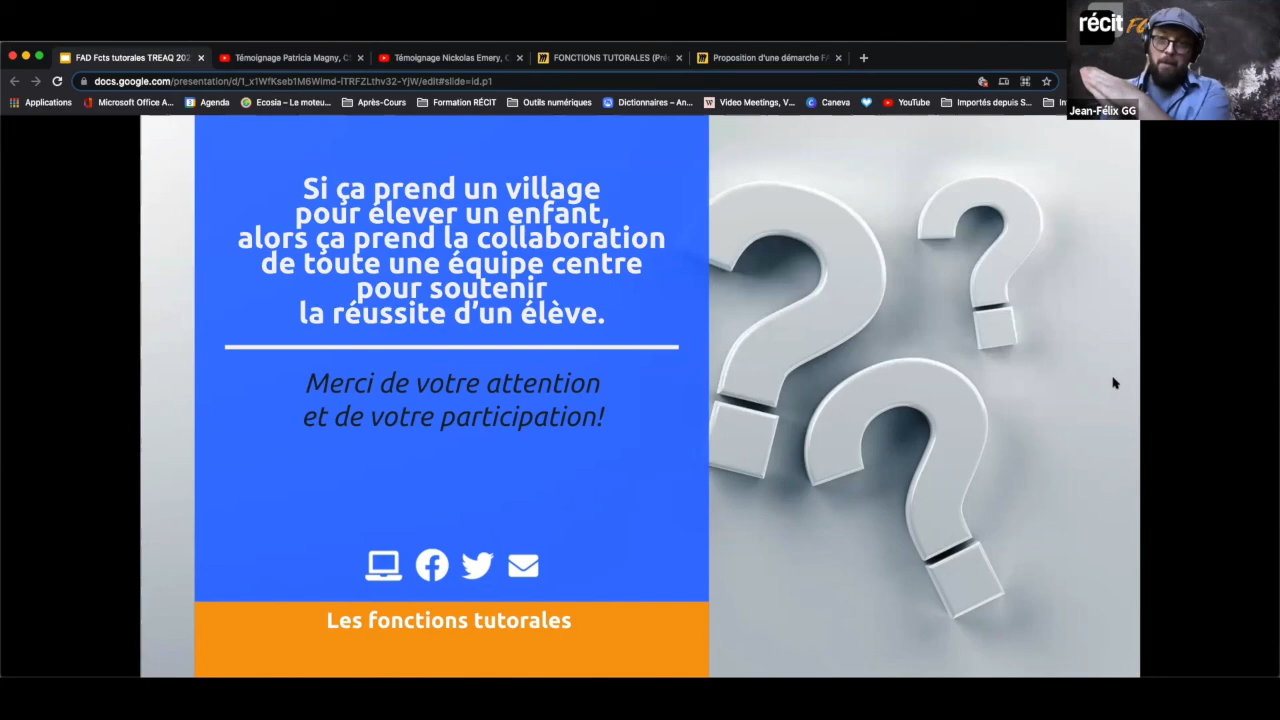 récit FO
Jean-Félix GG
FAD Fcts tutorales TREAQ 202
Témoignage Patricia Magny, C
Témoignage Nickolas Emery, C
FONCTIONS TUTORALES (Pré
Proposition d'une démarche FA
docs.google.com/presentation/d/1_x1WfKseb1M6Wimd-lTRFZLthv32-YjW/edit#slide=id.p1
Applications
Microsoft Office A...
Agenda
Ecosia – Le moteu...
Après-Cours
Formation RÉCIT
Outils numériques
Dictionnaires – An...
Video Meetings, V...
Caneva
YouTube
Importés depuis S...
Si ça prend un village
pour élever un enfant,
alors ça prend la collaboration
de toute une équipe centre
pour soutenir
la réussite d'un élève.
Merci de votre attention
et de votre participation!
Les fonctions tutorales